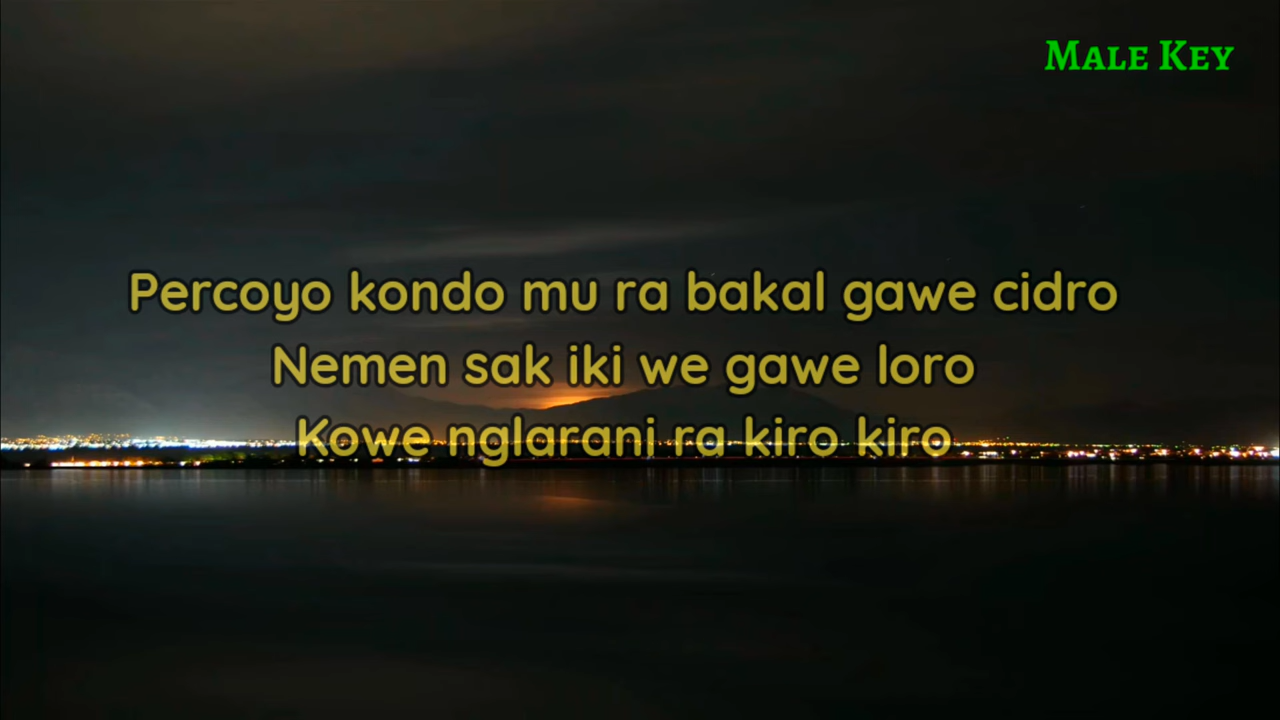 MALE KEY
Percoyo kondo mu ra bakal gawe cidro
Nemen sak iki we gawe loro
Kowe nglarani ra kiro kiro